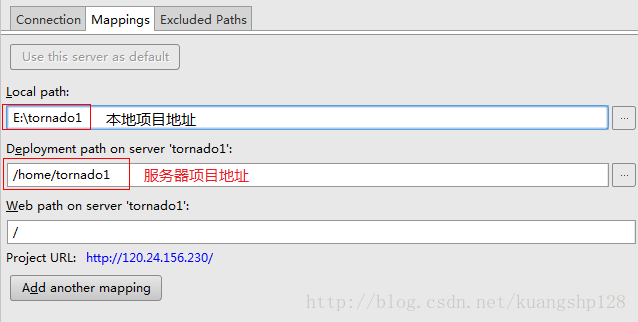 Connection Mappings Excluded Paths
Use this server as default
Local path:
E:\tornado1 本地项目地址
...
Deployment path on server 'tornado1':
/home/tornado1 服务器项目地址
...
Web path on server 'tornado1':
/
Project URL: http://120.24.156.230/
Add another mapping
http://blog.csdn.net/kuangshp128